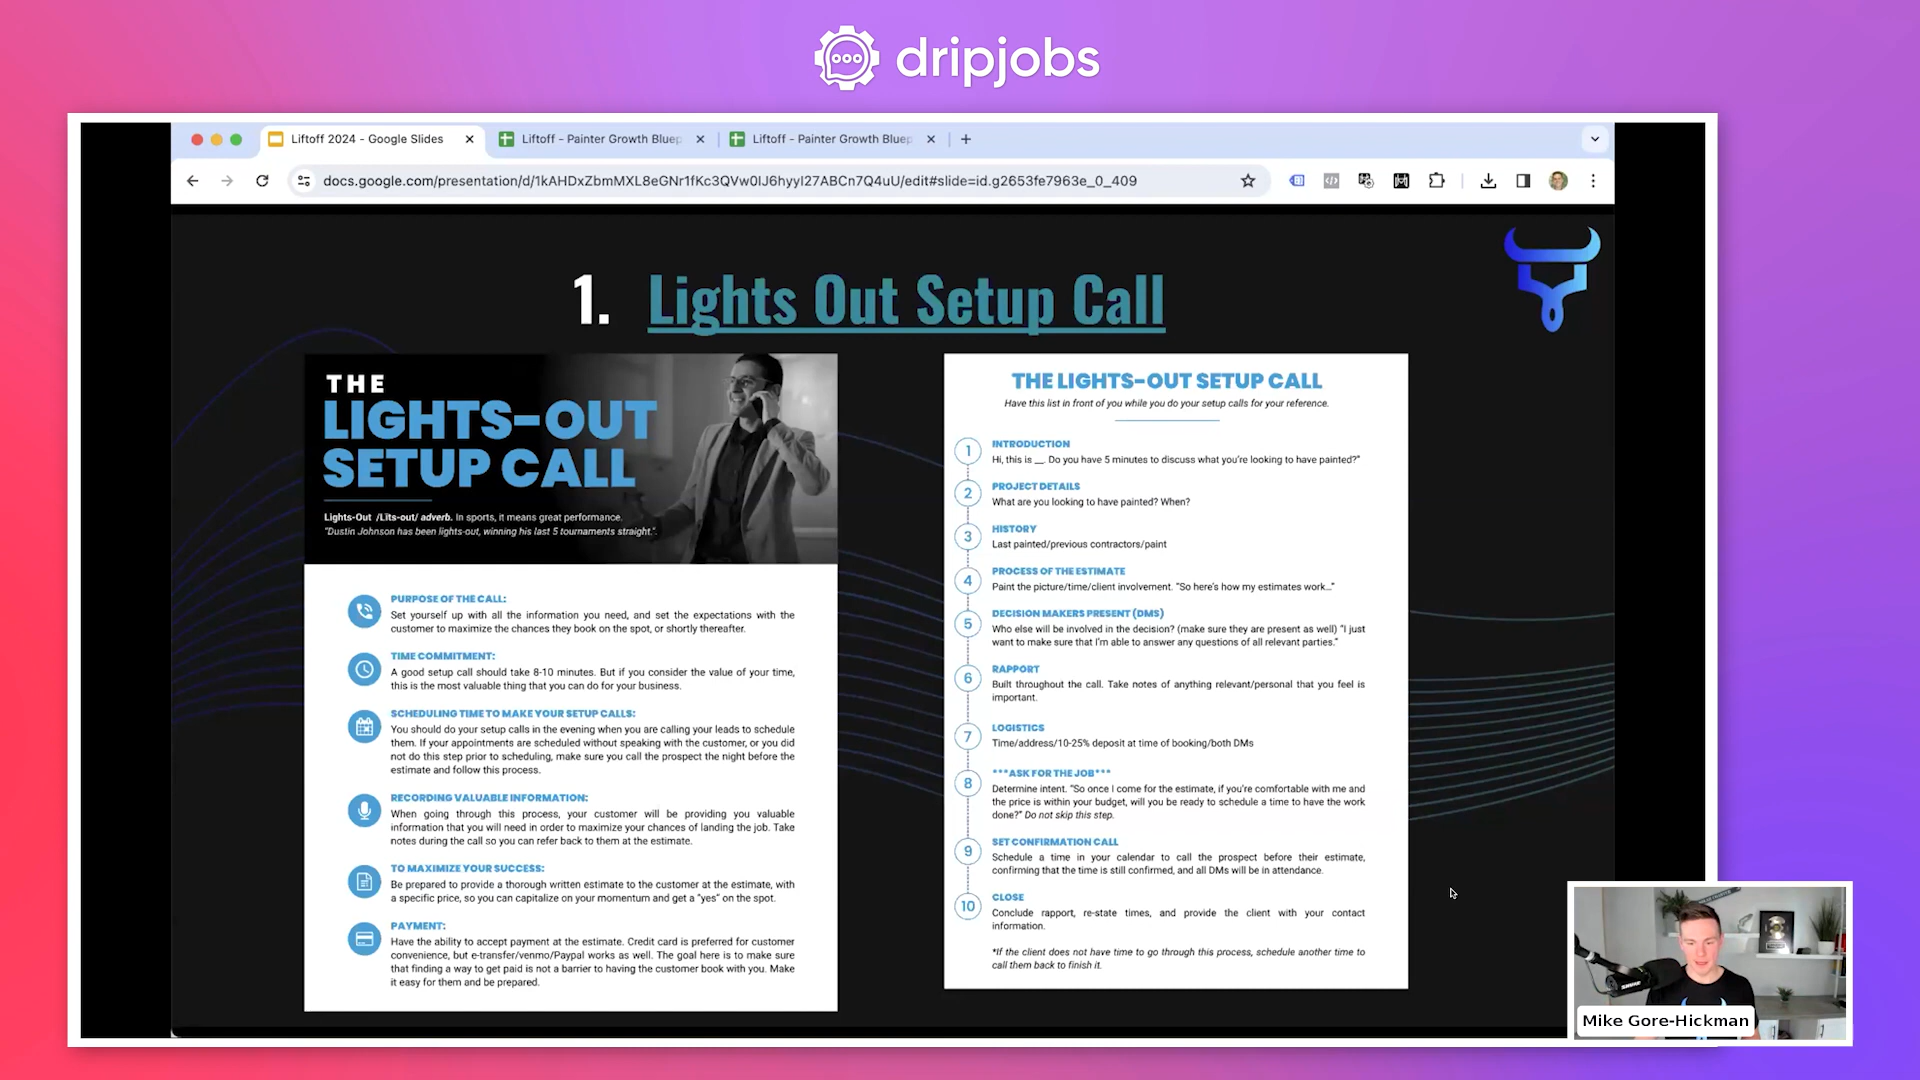 dripjobs
Liftoff 2024 - Google Slides
Liftoff - Painter Growth Bluep
Liftoff - Painter Growth Bluep
docs.google.com/presentation/d/1kAHDxZbmMXL8eGNr1fKc3QVw0IJ6hyyI27ABCn7Q4uU/edit#slide=id.g2653fe7963e_0_409
1. Lights Out Setup Call
THE
LIGHTS-OUT
SETUP CALL
Lights-Out /Lits-out/ adverb. In sports, it means great performance.
"Dustin Johnson has been lights-out, winning his last 5 tournaments straight.".
PURPOSE OF THE CALL:
Set yourself up with all the information you need, and set the expectations with the
customer to maximize the chances they book on the spot, or shortly thereafter.
TIME COMMITMENT:
A good setup call should take 8-10 minutes. But if you consider the value of your time,
this is the most valuable thing that you can do for your business.
SCHEDULING TIME TO MAKE YOUR SETUP CALLS:
You should do your setup calls in the evening when you are calling your leads to schedule
them. If your appointments are scheduled without speaking with the customer, or you did
not do this step prior to scheduling, make sure you call the prospect the night before the
estimate and follow this process.
RECORDING VALUABLE INFORMATION:
When going through this process, your customer will be providing you valuable
information that you will need in order to maximize your chances of landing the job. Take
notes during the call so you can refer back to them at the estimate.
TO MAXIMIZE YOUR SUCCESS:
Be prepared to provide a thorough written estimate to the customer at the estimate, with
a specific price, so you can capitalize on your momentum and get a "yes" on the spot.
PAYMENT:
Have the ability to accept payment at the estimate. Credit card is preferred for customer
convenience, but e-transfer/venmo/Paypal works as well. The goal here is to make sure
that finding a way to get paid is not a barrier to having the customer book with you. Make
it easy for them and be prepared.
THE LIGHTS-OUT SETUP CALL
Have this list in front of you while you do your setup calls for your reference.
1 INTRODUCTION
Hi, this is __. Do you have 5 minutes to discuss what you're looking to have painted?"
2 PROJECT DETAILS
What are you looking to have painted? When?
3 HISTORY
Last painted/previous contractors/paint
4 PROCESS OF THE ESTIMATE
Paint the picture/time/client involvement. "So here's how my estimates work..."
5 DECISION MAKERS PRESENT (DMS)
Who else will be involved in the decision? (make sure they are present as well) "I just
want to make sure that I'm able to answer any questions of all relevant parties."
6 RAPPORT
Built throughout the call. Take notes of anything relevant/personal that you feel is
important.
7 LOGISTICS
Time/address/10-25% deposit at time of booking/both DMs
8 ***ASK FOR THE JOB***
Determine intent. "So once I come for the estimate, if you're comfortable with me and
the price is within your budget, will you be ready to schedule a time to have the work
done?" Do not skip this step.
9 SET CONFIRMATION CALL
Schedule a time in your calendar to call the prospect before their estimate,
confirming that the time is still confirmed, and all DMs will be in attendance.
10 CLOSE
Conclude rapport, re-state times, and provide the client with your contact
information.
*If the client does not have time to go through this process, schedule another time to
call them back to finish it.
SHURE
Mike Gore-Hickman